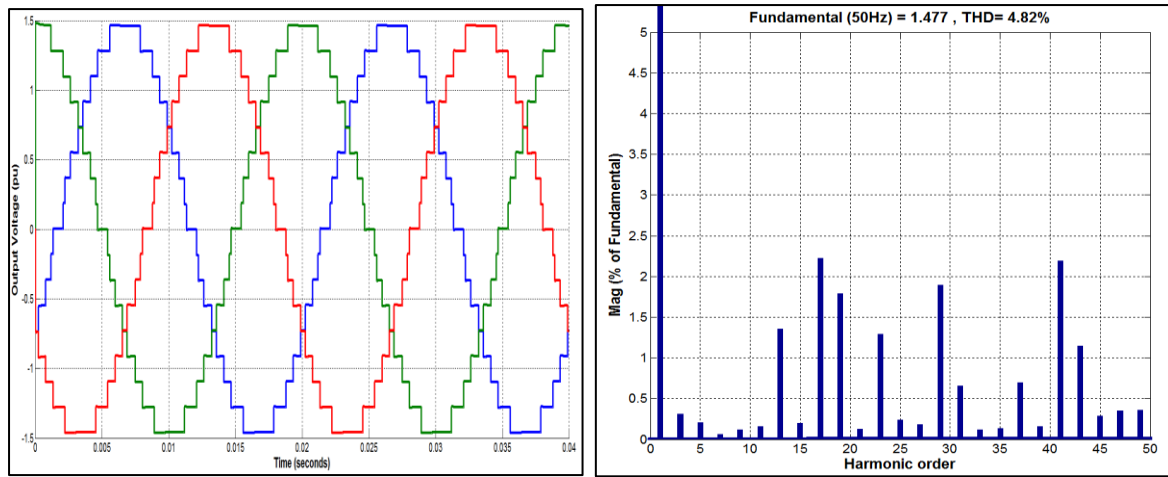 1.5
1
0.5
0
-0.5
-1
-1.5
Output Voltage (pu)
0 0.005 0.01 0.015 0.02 0.025 0.03 0.035 0.04
Time (seconds)
Fundamental (50Hz) = 1.477 , THD= 4.82%
5
4.5
4
3.5
3
2.5
2
1.5
1
0.5
0
Mag (% of Fundamental)
0 5 10 15 20 25 30 35 40 45 50
Harmonic order